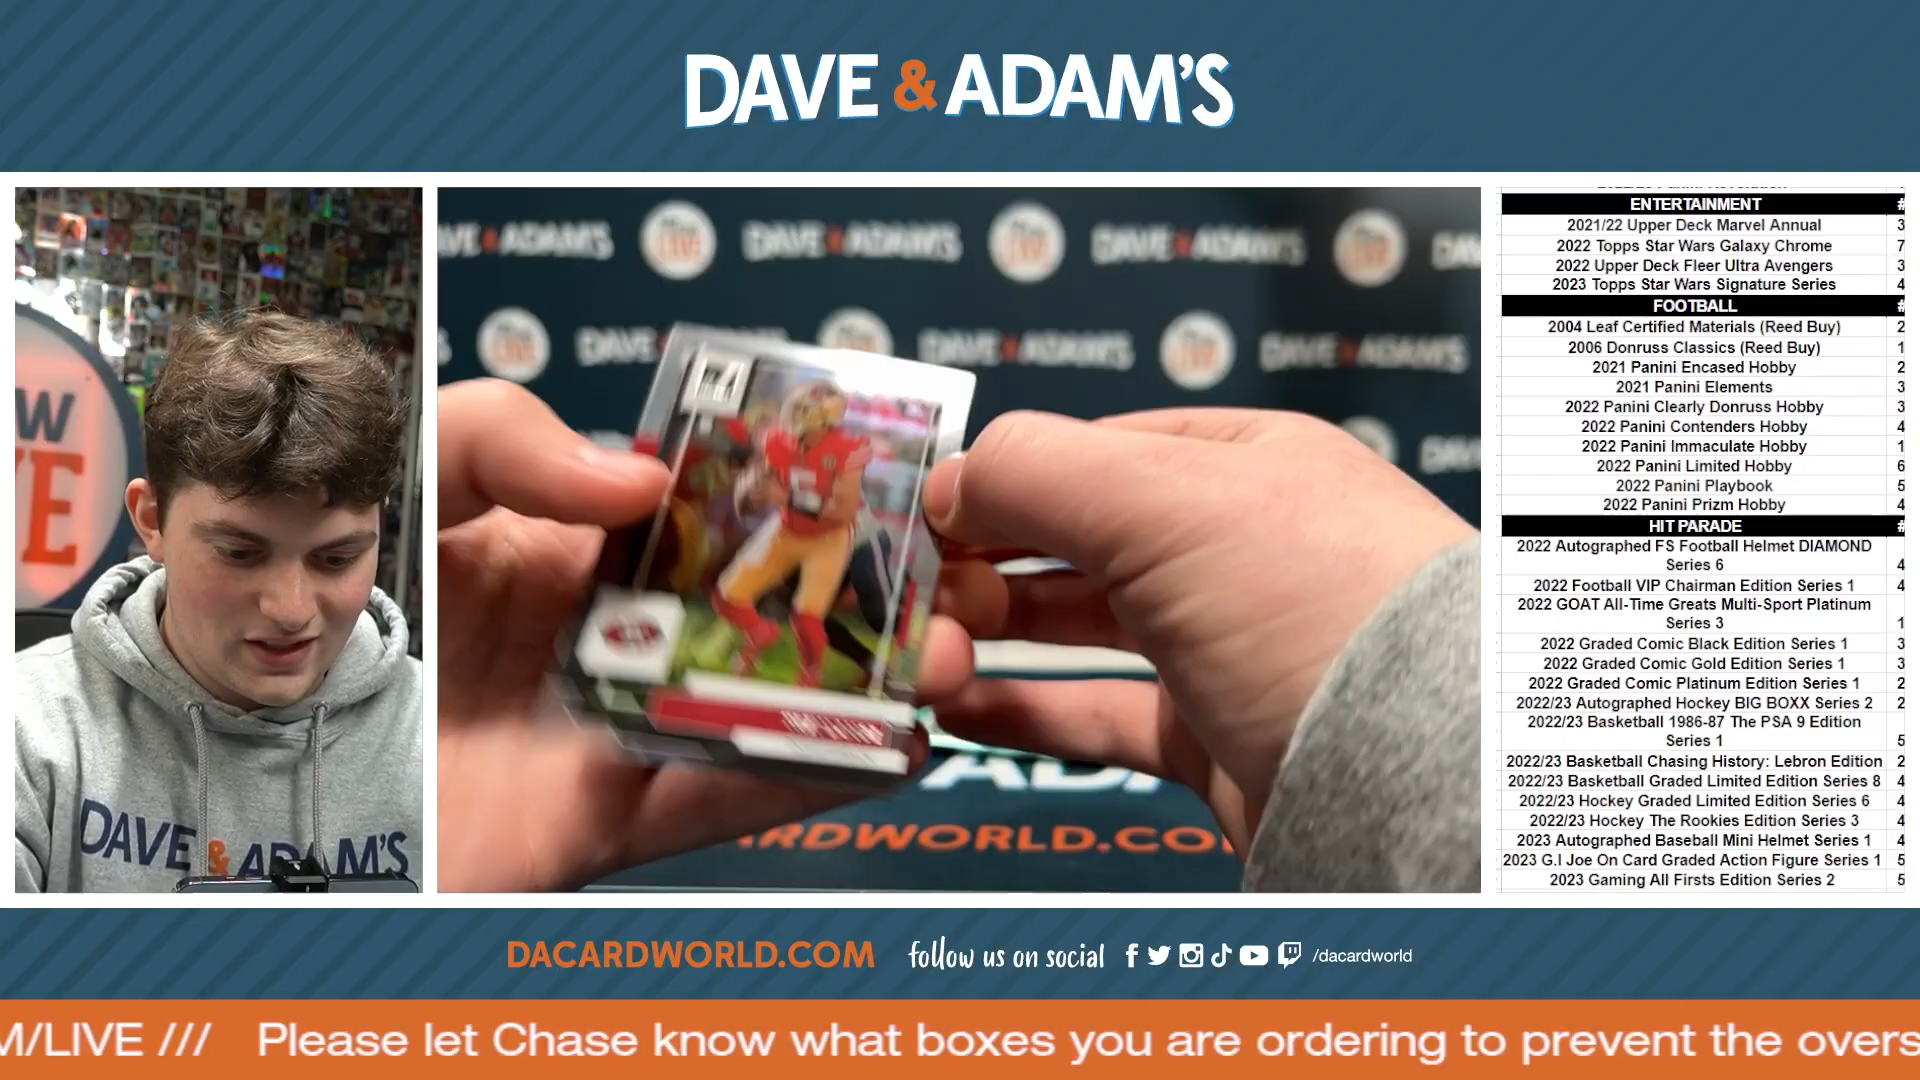 DAVE & ADAM'S
DAVE & ADAM'S
ENTERTAINMENT #
2021/22 Upper Deck Marvel Annual 3
2022 Topps Star Wars Galaxy Chrome 7
2022 Upper Deck Fleer Ultra Avengers 3
2023 Topps Star Wars Signature Series 4
FOOTBALL #
2004 Leaf Certified Materials (Reed Buy) 2
2006 Donruss Classics (Reed Buy) 1
2021 Panini Encased Hobby 2
2021 Panini Elements 3
2022 Panini Clearly Donruss Hobby 3
2022 Panini Contenders Hobby 4
2022 Panini Immaculate Hobby 1
2022 Panini Limited Hobby 6
2022 Panini Playbook 5
2022 Panini Prizm Hobby 4
HIT PARADE #
2022 Autographed FS Football Helmet DIAMOND
Series 6 4
2022 Football VIP Chairman Edition Series 1 4
2022 GOAT All-Time Greats Multi-Sport Platinum
Series 3 1
2022 Graded Comic Black Edition Series 1 3
2022 Graded Comic Gold Edition Series 1 3
2022 Graded Comic Platinum Edition Series 1 2
2022/23 Autographed Hockey BIG BOXX Series 2 2
2022/23 Basketball 1986-87 The PSA 9 Edition
Series 1 5
2022/23 Basketball Chasing History: Lebron Edition 2
2022/23 Basketball Graded Limited Edition Series 8 4
2022/23 Hockey Graded Limited Edition Series 6 4
2022/23 Hockey The Rookies Edition Series 3 4
2023 Autographed Baseball Mini Helmet Series 1 4
2023 G.I Joe On Card Graded Action Figure Series 1 5
2023 Gaming All Firsts Edition Series 2 5
DACARDWORLD.COM follow us on social /dacardworld
M/LIVE /// Please let Chase know what boxes you are ordering to prevent the overs